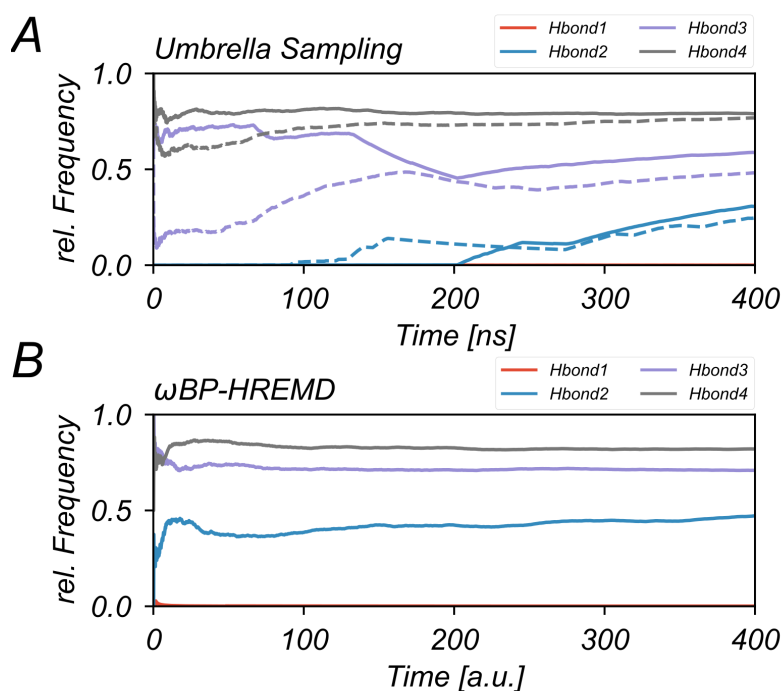 A
Umbrella Sampling
Hbond1
Hbond2
Hbond3
Hbond4
rel. Frequency
1.0
0.5
0.0
0
100
200
300
400
Time [ns]
B
ωBP-HREMD
Hbond1
Hbond2
Hbond3
Hbond4
rel. Frequency
1.0
0.5
0.0
0
100
200
300
400
Time [a.u.]